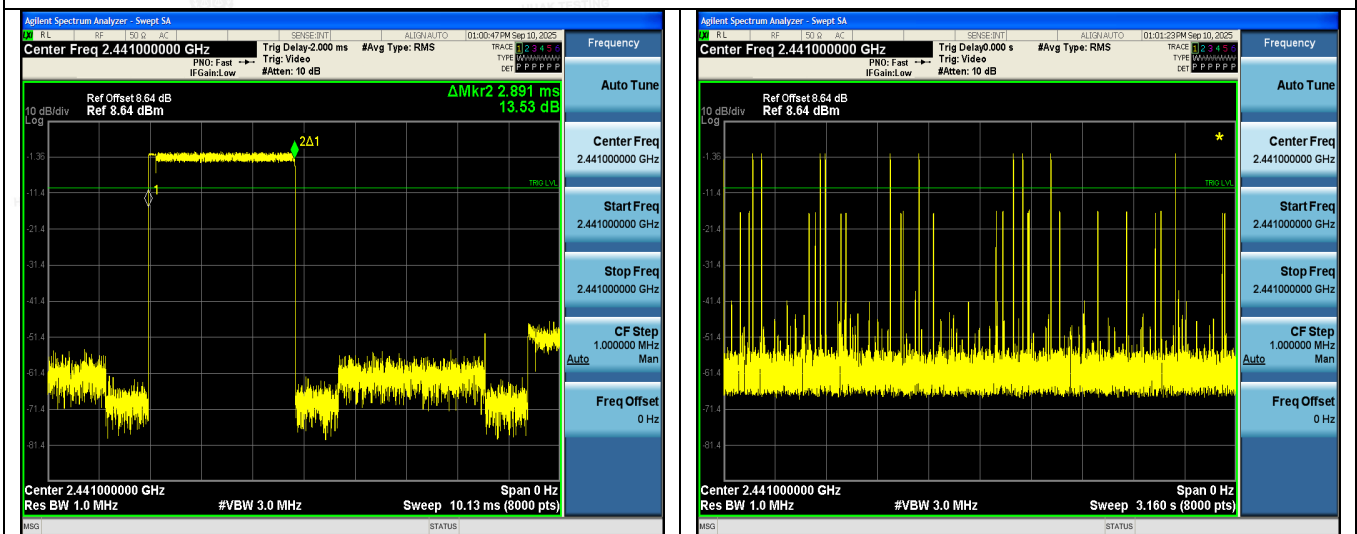 Agilent Spectrum Analyzer - Swept SA
LXI RL RF 50 Ω AC SENSE:INT ALIGNAUTO 01:00:47PM Sep 10, 2025
Center Freq 2.441000000 GHz
Trig Delay-2.000 ms #Avg Type: RMS
TRACE 1 2 3 4 5 6
PNO: Fast
Trig: Video
TYPE
IFGain:Low
#Atten: 10 dB
DET P P P P P P
Frequency
ΔMkr2 2.891 ms
13.53 dB
Ref Offset 8.64 dB
10 dB/div
Ref 8.64 dBm
Log
-1.36
-11.4
-21.4
-31.4
-41.4
-51.4
-61.4
-71.4
-81.4
2Δ1
1
TRIG LVL
Auto Tune
Center Freq
2.441000000 GHz
Start Freq
2.441000000 GHz
Stop Freq
2.441000000 GHz
CF Step
1.000000 MHz
Auto Man
Freq Offset
0 Hz
Center 2.441000000 GHz
Span 0 Hz
Res BW 1.0 MHz #VBW 3.0 MHz Sweep 10.13 ms (8000 pts)
MSG STATUS
Agilent Spectrum Analyzer - Swept SA
LXI RL RF 50 Ω AC SENSE:INT ALIGNAUTO 01:01:23PM Sep 10, 2025
Center Freq 2.441000000 GHz
Trig Delay0.000 s #Avg Type: RMS
TRACE 1 2 3 4 5 6
PNO: Fast
Trig: Video
TYPE
IFGain:Low
#Atten: 10 dB
DET P P P P P P
Frequency
Ref Offset 8.64 dB
10 dB/div
Ref 8.64 dBm
Log
*
-1.36
-11.4
-21.4
-31.4
-41.4
-51.4
-61.4
-71.4
-81.4
TRIG LVL
Auto Tune
Center Freq
2.441000000 GHz
Start Freq
2.441000000 GHz
Stop Freq
2.441000000 GHz
CF Step
1.000000 MHz
Auto Man
Freq Offset
0 Hz
Center 2.441000000 GHz
Span 0 Hz
Res BW 1.0 MHz #VBW 3.0 MHz Sweep 3.160 s (8000 pts)
MSG STATUS